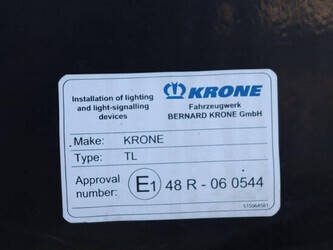 Installation of lighting
and light-signalling
devices
KRONE
Fahrzeugwerk
BERNARD KRONE GmbH
Make: KRONE
Type: TL
Approval
number: E1 48 R - 06 0544
515064581